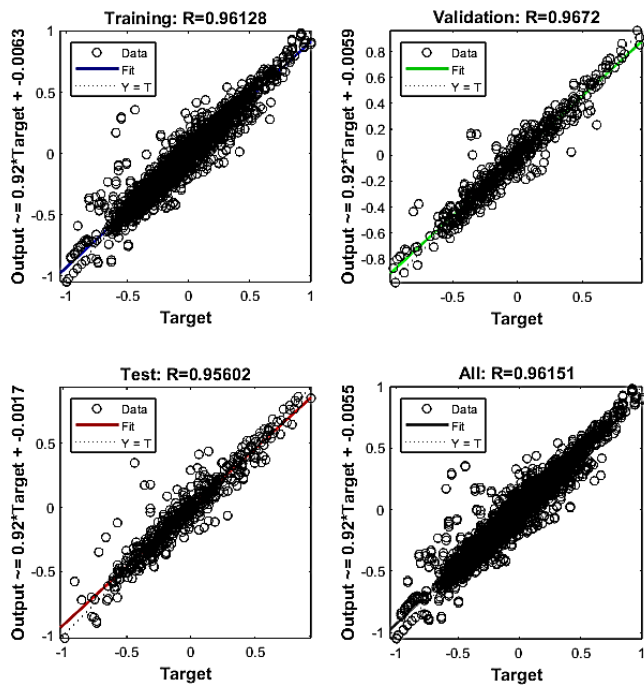 Training: R=0.96128
Output ~= 0.92*Target + -0.0063
1
0.5
0
-0.5
-1
Data
Fit
Y = T
-1 -0.5 0 0.5 1
Target
Validation: R=0.9672
Output ~= 0.92*Target + -0.0059
0.8
0.6
0.4
0.2
0
-0.2
-0.4
-0.6
-0.8
Data
Fit
Y = T
-0.5 0 0.5
Target
Test: R=0.95602
Output ~= 0.92*Target + -0.0017
0.5
0
-0.5
-1
Data
Fit
Y = T
-1 -0.5 0 0.5
Target
All: R=0.96151
Output ~= 0.92*Target + -0.0055
1
0.5
0
-0.5
-1
Data
Fit
Y = T
-1 -0.5 0 0.5 1
Target